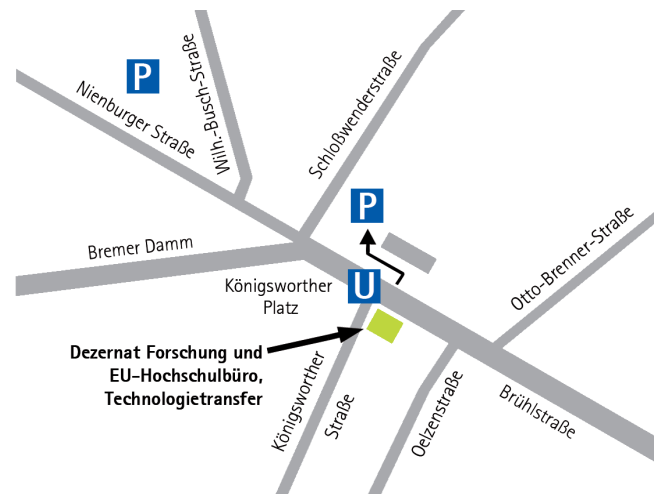 P
Nienburger Straße
Wilh.-Busch-Straße
Schloßwenderstraße
P
Bremer Damm
Otto-Brenner-Straße
Königsworther
Platz
U
Dezernat Forschung und
EU-Hochschulbüro,
Technologietransfer
Königsworther
Straße
Oelzenstraße
Brühlstraße